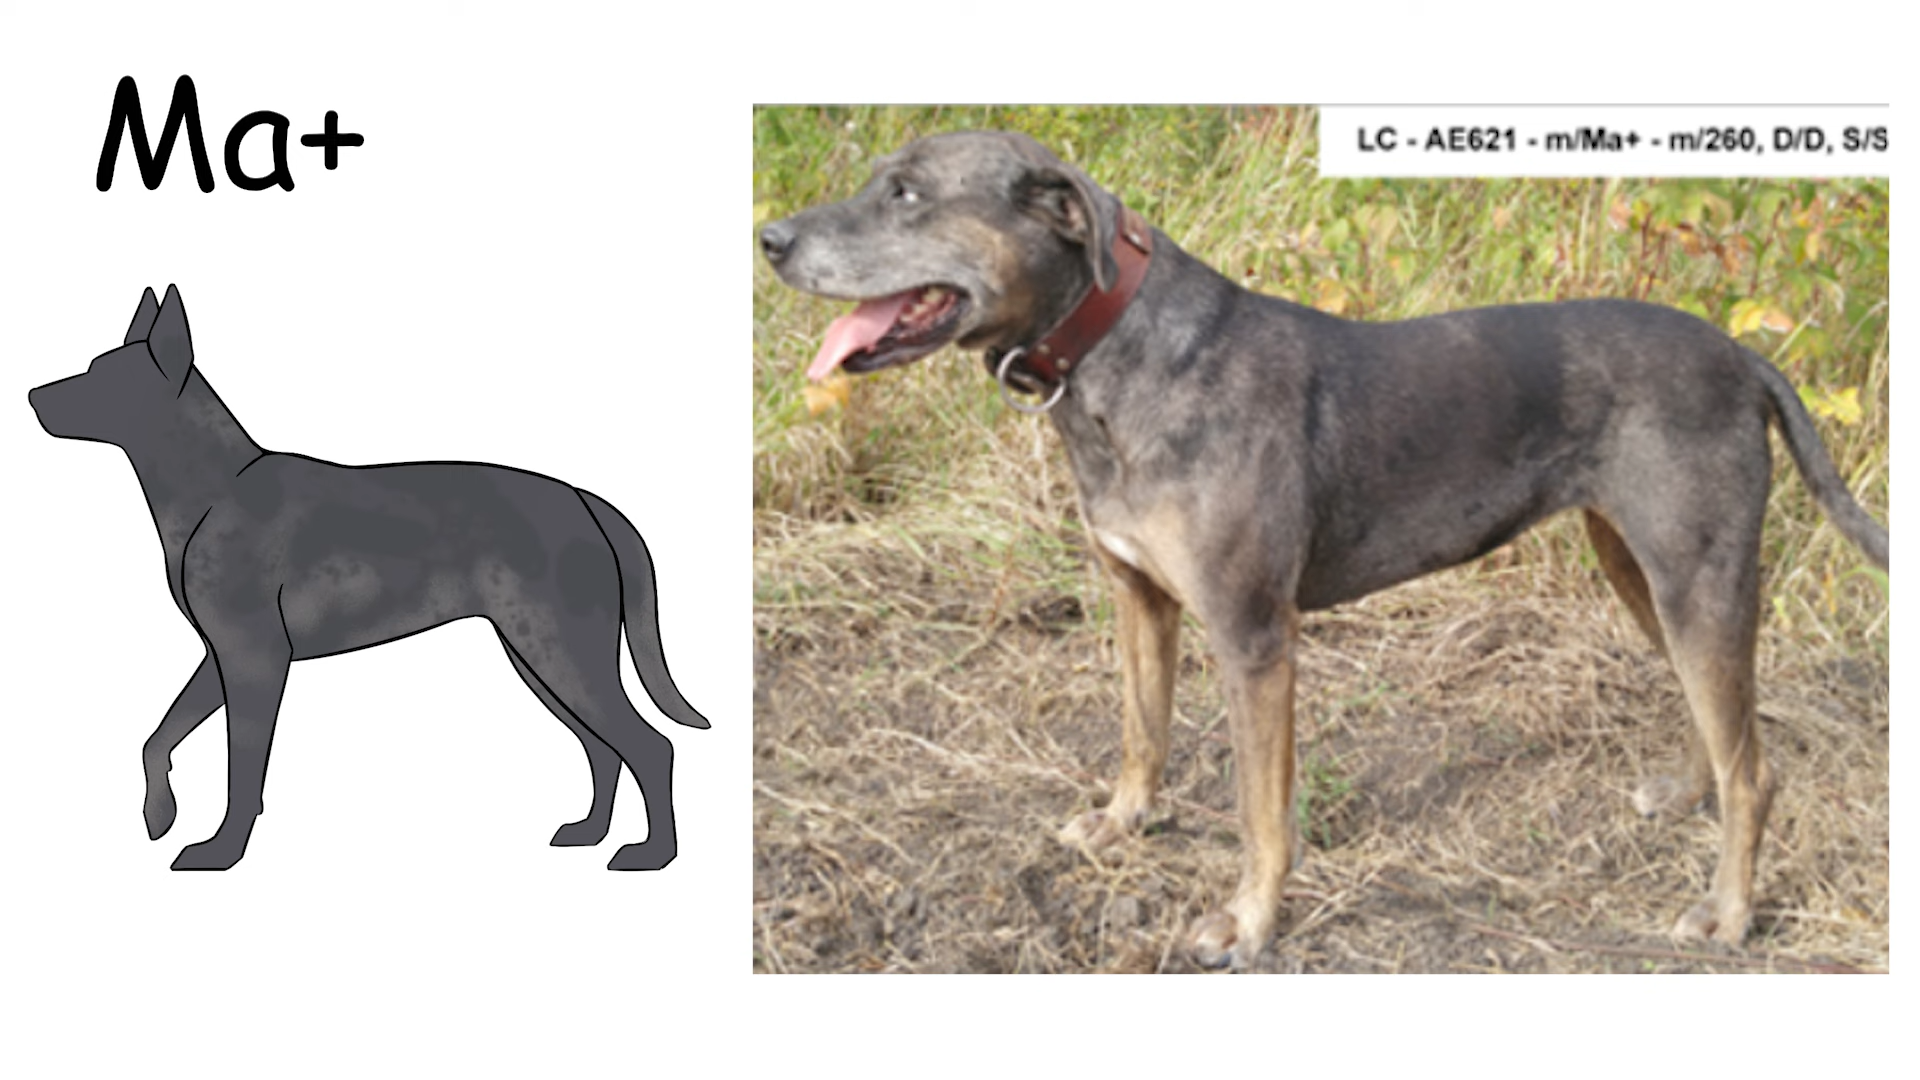 Ma+
LC - AE621 - m/Ma+ - m/260, D/D, S/S